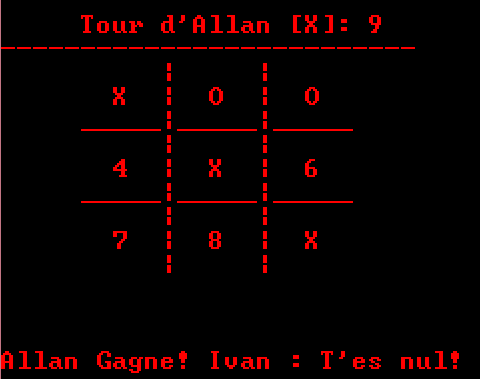 Tour d'Allan [X]: 9
X O O
4 X 6
7 8 X
Allan Gagne! Ivan : T'es nul!